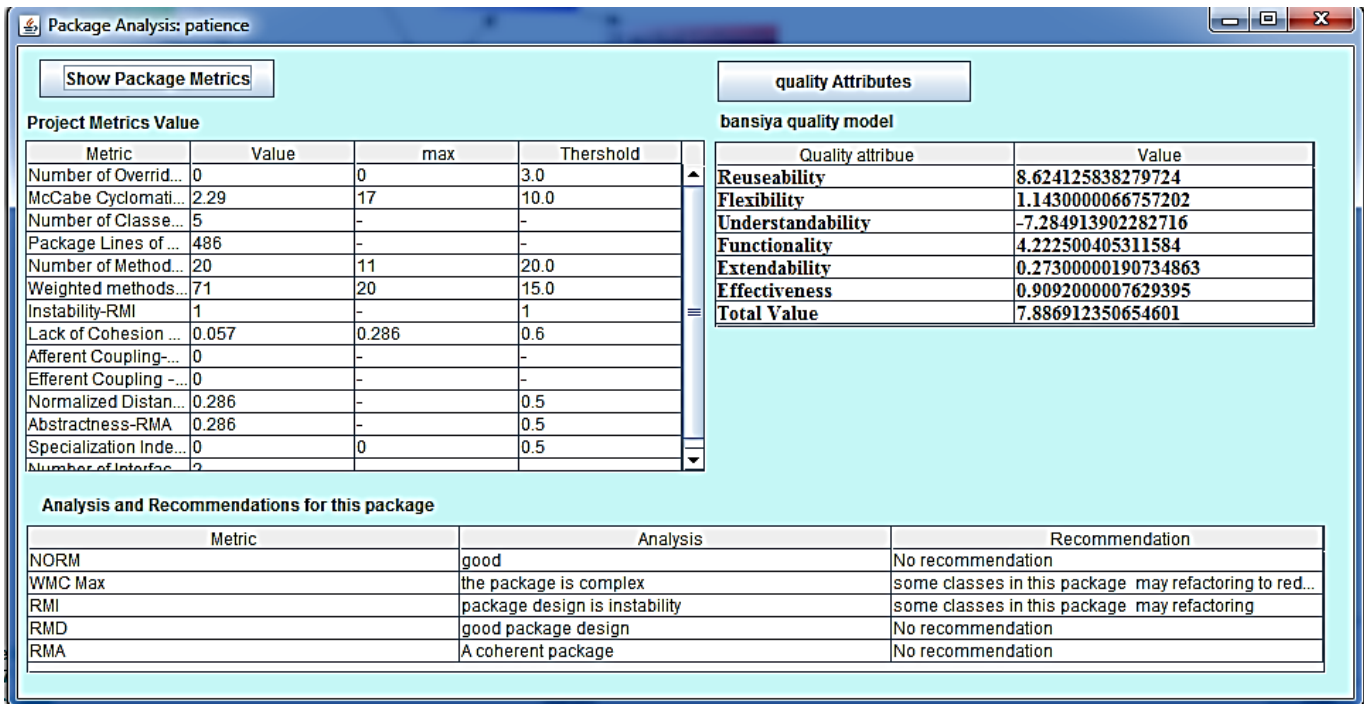 Package Analysis: patience
Show Package Metrics
quality Attributes
Project Metrics Value
bansiya quality model
Metric Value max Thershold
Number of Overrid... 0 0 3.0
McCabe Cyclomati... 2.29 17 10.0
Number of Classe... 5 - -
Package Lines of ... 486 - -
Number of Method... 20 11 20.0
Weighted methods... 71 20 15.0
Instability-RMI 1 - 1
Lack of Cohesion ... 0.057 0.286 0.6
Afferent Coupling-... 0 - -
Efferent Coupling -... 0 - -
Normalized Distan... 0.286 - 0.5
Abstractness-RMA 0.286 - 0.5
Specialization Inde... 0 0 0.5
Number of Interfac... 2
Quality attribue Value
Reuseability 8.624125838279724
Flexibility 1.1430000066757202
Understandability -7.284913902282716
Functionality 4.222500405311584
Extendability 0.27300000190734863
Effectiveness 0.9092000007629395
Total Value 7.886912350654601
Analysis and Recommendations for this package
Metric Analysis Recommendation
NORM good No recommendation
WMC Max the package is complex some classes in this package may refactoring to red...
RMI package design is instability some classes in this package may refactoring
RMD good package design No recommendation
RMA A coherent package No recommendation